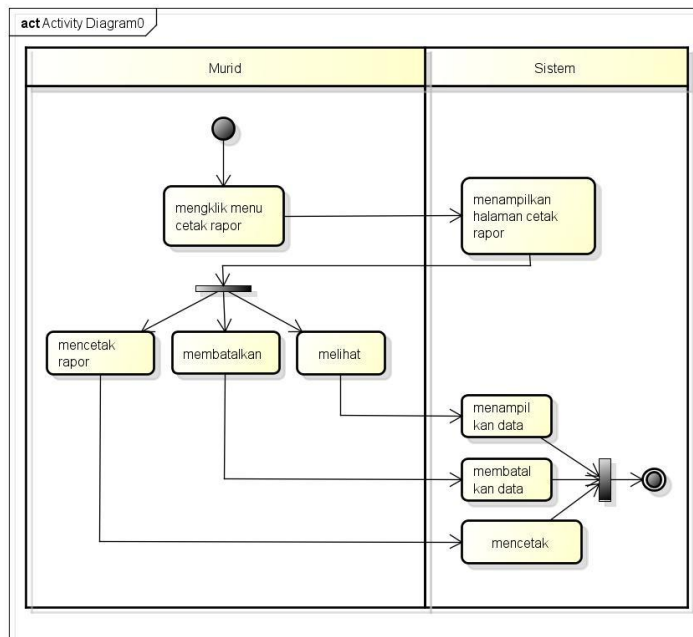 act Activity Diagram0
Murid
Sistem
mengklik menu
cetak rapor
menampilkan
halaman cetak
rapor
mencetak
rapor
membatalkan
melihat
menampil
kan data
membatal
kan data
mencetak